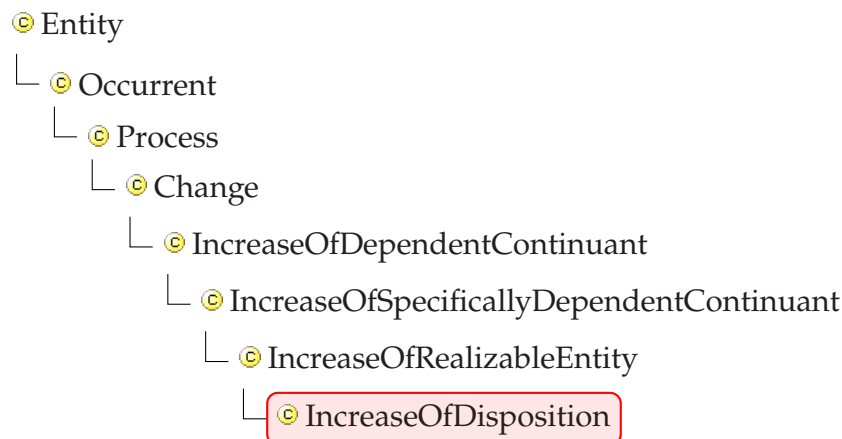 © Entity
© Occurrent
© Process
© Change
© IncreaseOfDependentContinuant
© IncreaseOfSpecificallyDependentContinuant
© IncreaseOfRealizableEntity
© IncreaseOfDisposition